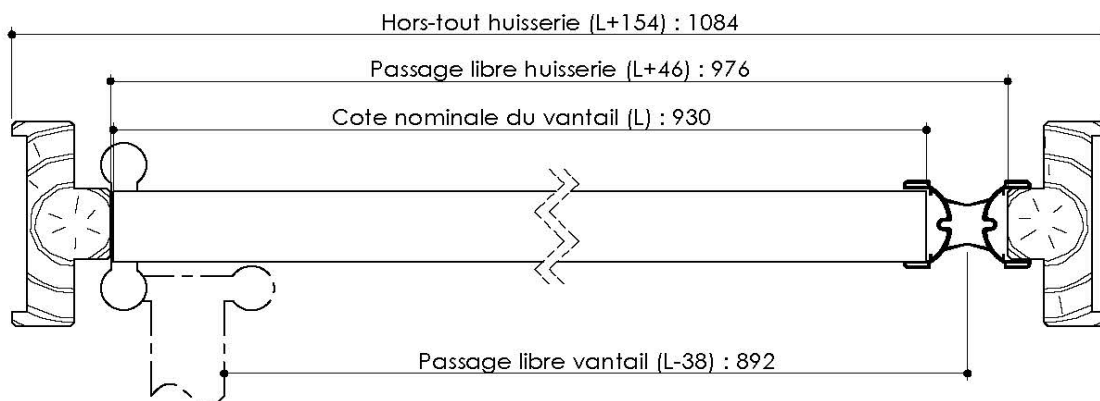 Hors-tout huisserie (L+154) : 1084
Passage libre huisserie (L+46) : 976
Cote nominale du vantail (L) : 930
Passage libre vantail (L-38) : 892